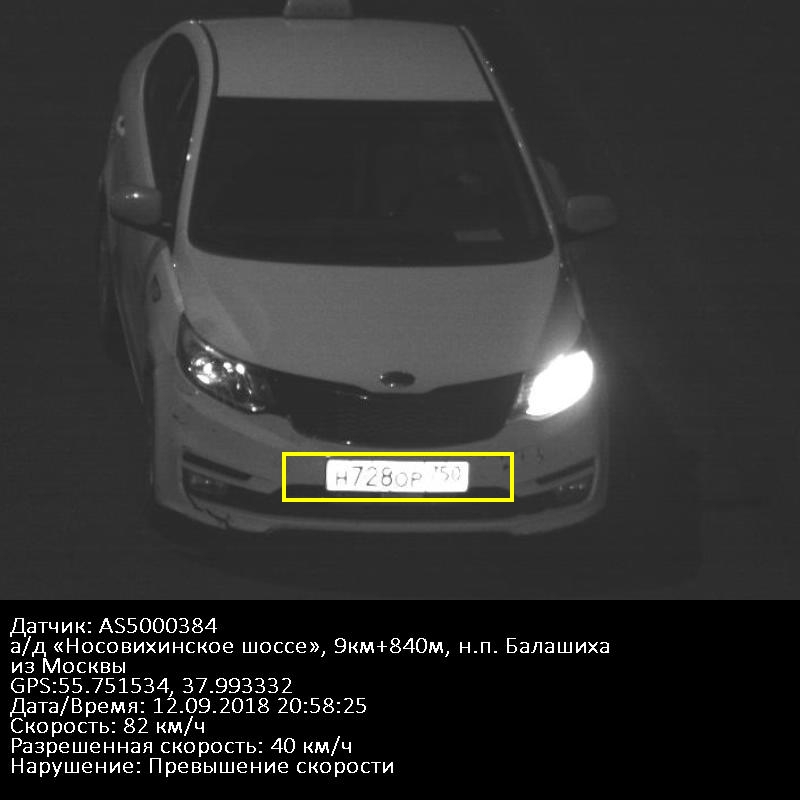 Н728ОР 750
Датчик: AS5000384
а/д «Носовихинское шоссе», 9км+840м, н.п. Балашиха
из Москвы
GPS:55.751534, 37.993332
Дата/Время: 12.09.2018 20:58:25
Скорость: 82 км/ч
Разрешенная скорость: 40 км/ч
Нарушение: Превышение скорости